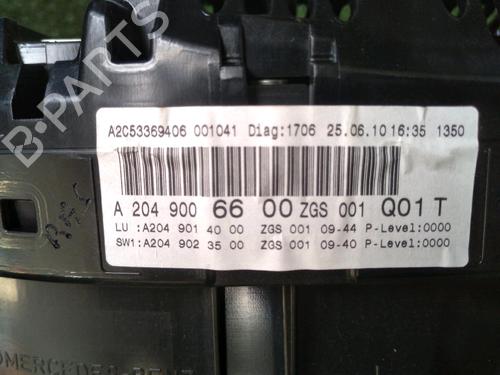 A2C53369406 001041 Diag:1706 25.06.10 16:35 1350
A 204 900 66 00 ZGS 001 Q01 T
LU :A204 901 40 00 ZGS 001 09-44 P-Level:0000
SW1:A204 902 35 00 ZGS 001 09-40 P-Level:0000
B-PARTS
MERCEDES-BENZ